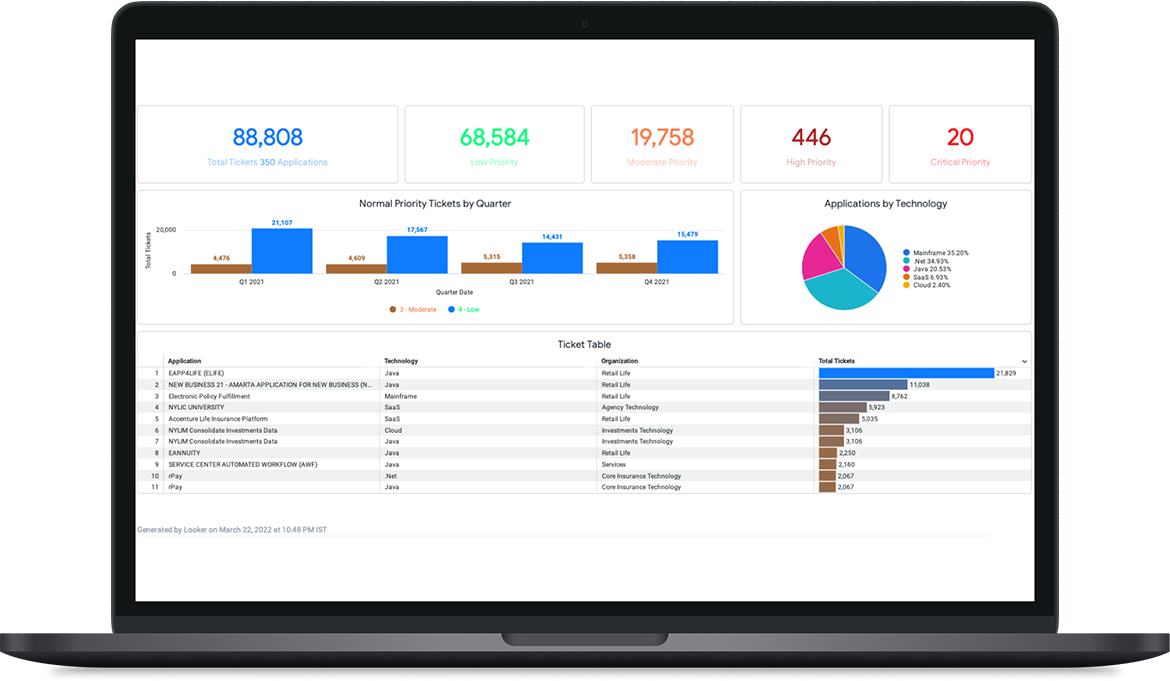 88,808
Total Tickets 350 Applications
68,584
Low Priority
19,758
Moderate Priority
446
High Priority
20
Critical Priority
Normal Priority Tickets by Quarter
Total Tickets
20,000
0
4,476
21,107
4,609
17,567
5,315
14,431
5,358
15,479
Q1 2021
Q2 2021
Q3 2021
Q4 2021
Quarter Date
3 - Moderate
4 - Low
Applications by Technology
Mainframe 35.20%
.Net 34.93%
Java 20.53%
SaaS 6.93%
Cloud 2.40%
Ticket Table
Application Technology Organization Total Tickets
1 EAPP4LIFE (ELIFE) Java Retail Life 21,829
2 NEW BUSINESS 21 - AMARTA APPLICATION FOR NEW BUSINESS (N... Java Retail Life 11,038
3 Electronic Policy Fulfillment Mainframe Retail Life 8,762
4 NYLIC UNIVERSITY SaaS Agency Technology 5,923
5 Accenture Life Insurance Platform SaaS Retail Life 5,035
6 NYLIM Consolidate Investments Data Cloud Investments Technology 3,106
7 NYLIM Consolidate Investments Data Java Investments Technology 3,106
8 EANNUITY Java Retail Life 2,250
9 SERVICE CENTER AUTOMATED WORKFLOW (AWF) Java Services 2,160
10 rPay .Net Core Insurance Technology 2,067
11 rPay Java Core Insurance Technology 2,067
Generated by Looker on March 22, 2022 at 10:48 PM IST